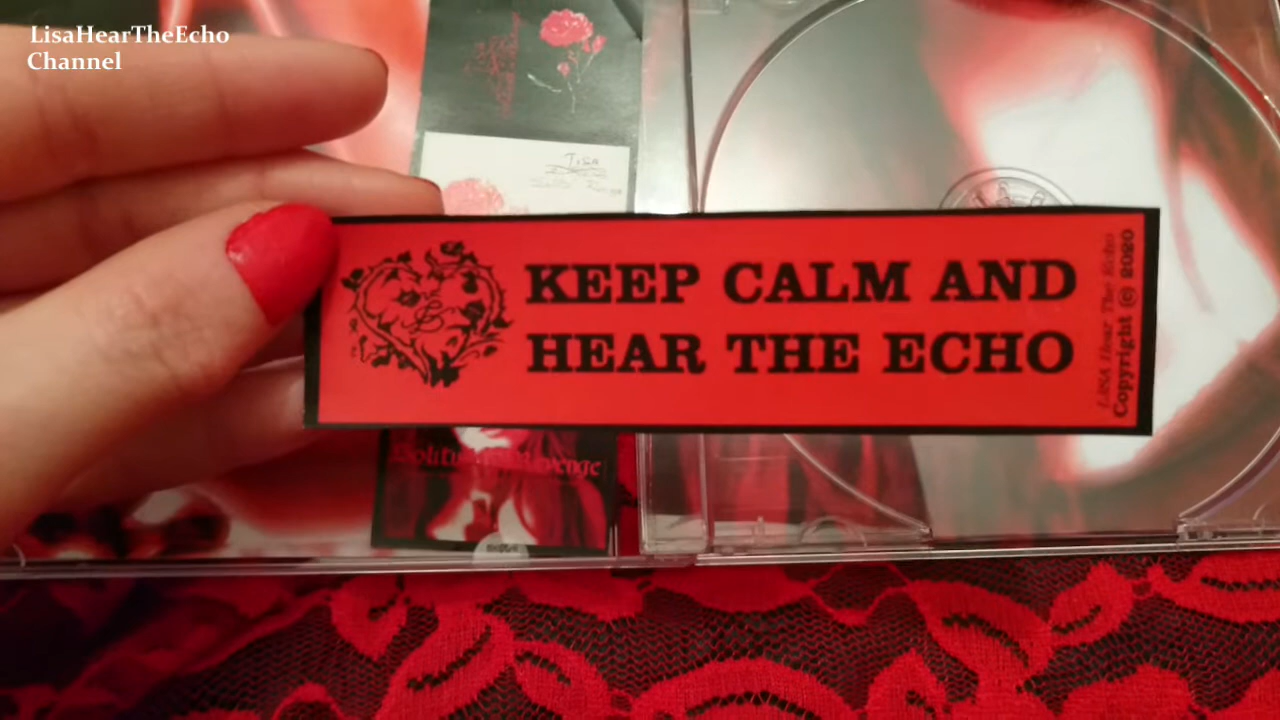 LisaHearTheEcho
Channel
KEEP CALM AND
HEAR THE ECHO
LISA Hear The Echo
Copyright © 2020